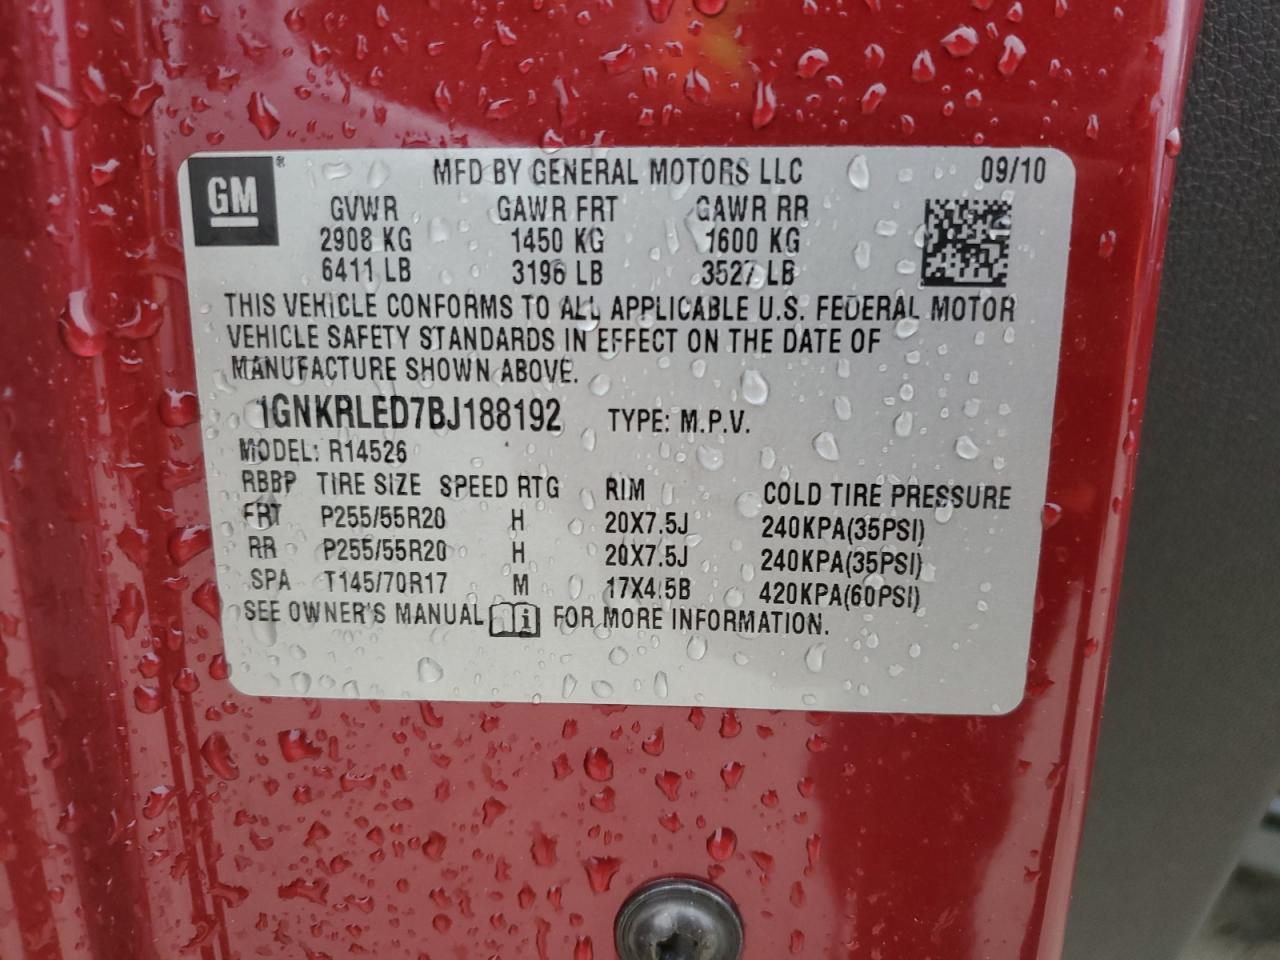 GM ® MFD BY GENERAL MOTORS LLC 09/10
GVWR GAWR FRT GAWR RR
2908 KG 1450 KG 1600 KG
6411 LB 3196 LB 3527 LB
THIS VEHICLE CONFORMS TO ALL APPLICABLE U.S. FEDERAL MOTOR
VEHICLE SAFETY STANDARDS IN EFFECT ON THE DATE OF
MANUFACTURE SHOWN ABOVE.
1GNKRLED7BJ188192 TYPE: M.P.V.
MODEL: R14526
RBBP TIRE SIZE SPEED RTG RIM COLD TIRE PRESSURE
FRT P255/55R20 H 20X7.5J 240KPA(35PSI)
RR P255/55R20 H 20X7.5J 240KPA(35PSI)
SPA T145/70R17 M 17X4.5B 420KPA(60PSI)
SEE OWNER'S MANUAL FOR MORE INFORMATION.